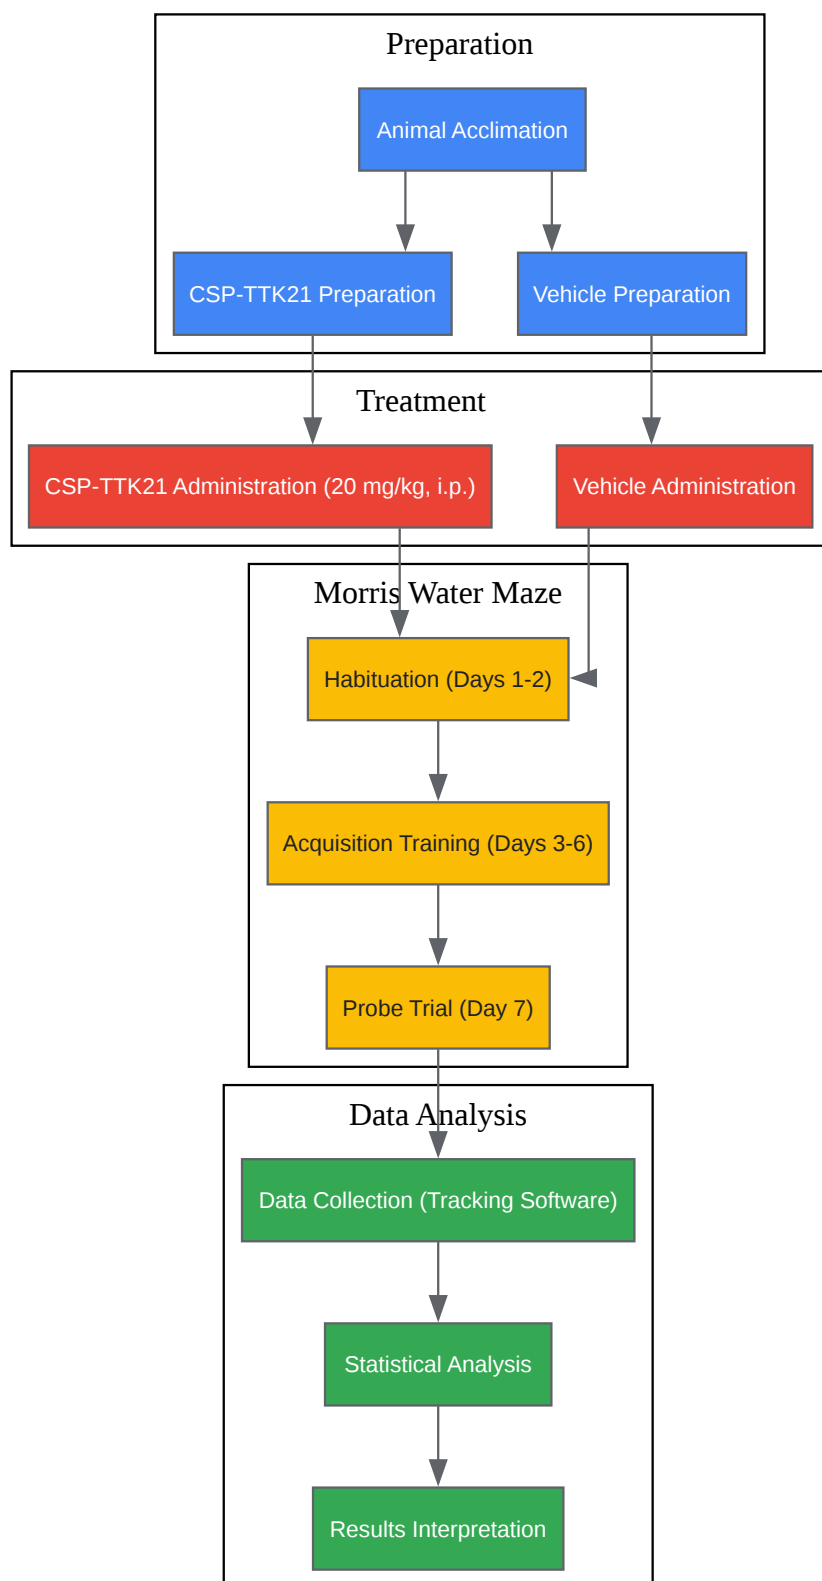 Preparation
Animal Acclimation
CSP-TTK21 Preparation
Vehicle Preparation
Treatment
CSP-TTK21 Administration (20 mg/kg, i.p.)
Vehicle Administration
Morris Water Maze
Habituation (Days 1-2)
Acquisition Training (Days 3-6)
Probe Trial (Day 7)
Data Analysis
Data Collection (Tracking Software)
Statistical Analysis
Results Interpretation